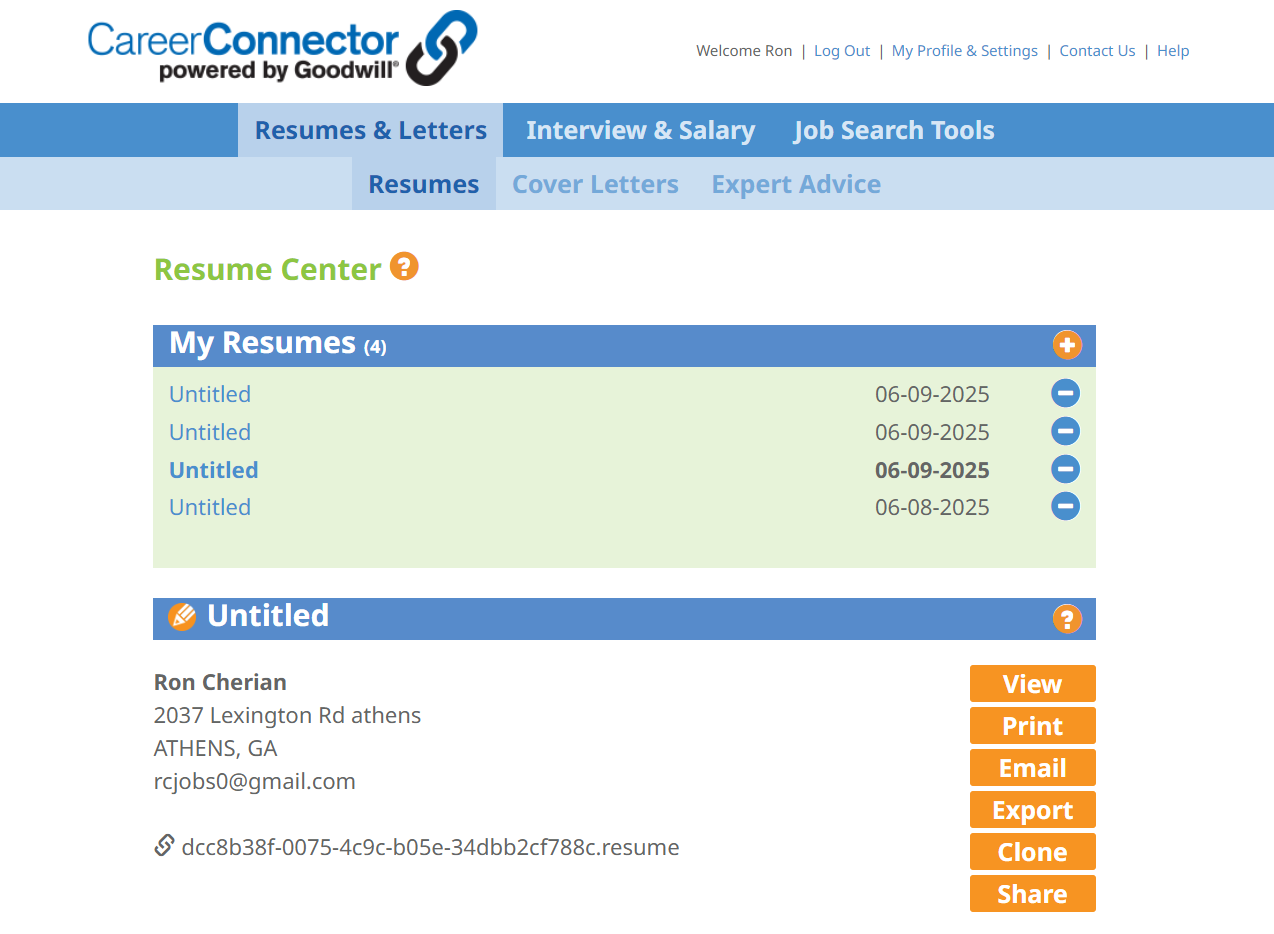 CareerConnector
powered by Goodwill®
Welcome Ron | Log Out | My Profile & Settings | Contact Us | Help
Resumes & Letters Interview & Salary Job Search Tools
Resumes Cover Letters Expert Advice
Resume Center ?
My Resumes (4)
Untitled 06-09-2025
Untitled 06-09-2025
Untitled 06-09-2025
Untitled 06-08-2025
Untitled ?
Ron Cherian
2037 Lexington Rd athens
ATHENS, GA
rcjobs0@gmail.com
dcc8b38f-0075-4c9c-b05e-34dbb2cf788c.resume
View
Print
Email
Export
Clone
Share